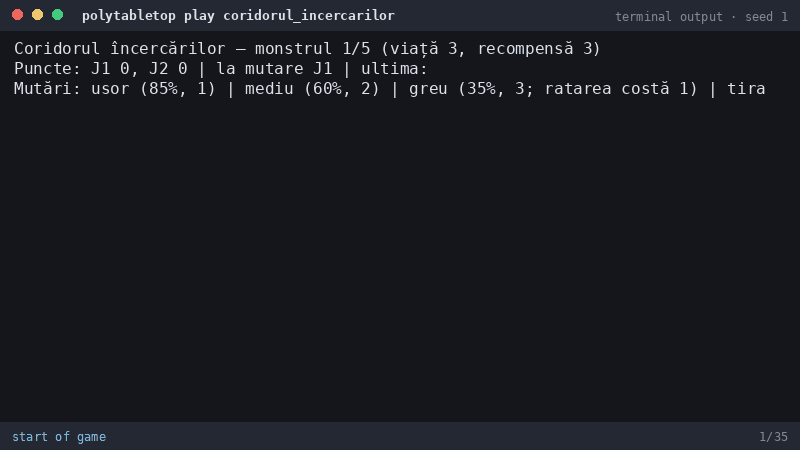 polytabletop play coridorul_incercarilor
terminal output · seed 1
Coridorul încercărilor — monstrul 1/5 (viață 3, recompensă 3)
Puncte: J1 0, J2 0 | la mutare J1 | ultima:
Mutări: usor (85%, 1) | mediu (60%, 2) | greu (35%, 3; ratarea costă 1) | tira
start of game
1/35